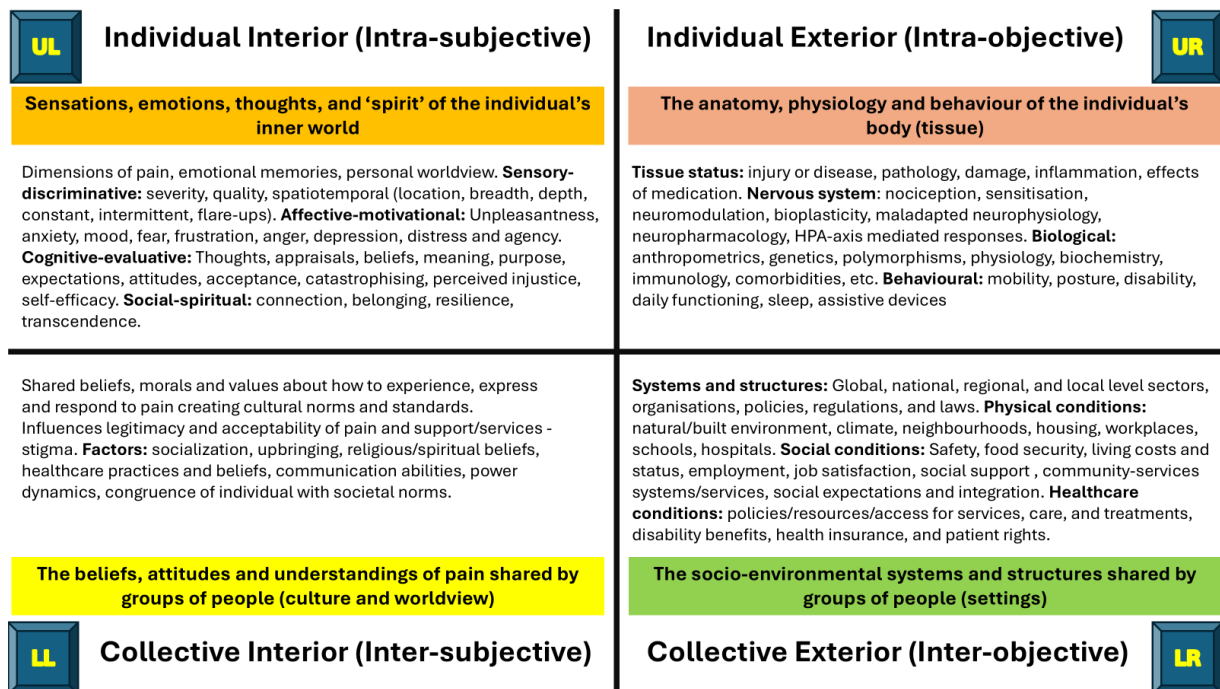 UL
Individual Interior (Intra-subjective)
Sensations, emotions, thoughts, and ‘spirit’ of the individual’s
inner world
Dimensions of pain, emotional memories, personal worldview. Sensory-
discriminative: severity, quality, spatiotemporal (location, breadth, depth,
constant, intermittent, flare-ups). Affective-motivational: Unpleasantness,
anxiety, mood, fear, frustration, anger, depression, distress and agency.
Cognitive-evaluative: Thoughts, appraisals, beliefs, meaning, purpose,
expectations, attitudes, acceptance, catastrophising, perceived injustice,
self-efficacy. Social-spiritual: connection, belonging, resilience,
transcendence.
Individual Exterior (Intra-objective)
UR
The anatomy, physiology and behaviour of the individual’s
body (tissue)
Tissue status: injury or disease, pathology, damage, inflammation, effects
of medication. Nervous system: nociception, sensitisation,
neuromodulation, bioplasticity, maladapted neurophysiology,
neuropharmacology, HPA-axis mediated responses. Biological:
anthropometrics, genetics, polymorphisms, physiology, biochemistry,
immunology, comorbidities, etc. Behavioural: mobility, posture, disability,
daily functioning, sleep, assistive devices
Shared beliefs, morals and values about how to experience, express
and respond to pain creating cultural norms and standards.
Influences legitimacy and acceptability of pain and support/services -
stigma. Factors: socialization, upbringing, religious/spiritual beliefs,
healthcare practices and beliefs, communication abilities, power
dynamics, congruence of individual with societal norms.
The beliefs, attitudes and understandings of pain shared by
groups of people (culture and worldview)
LL
Collective Interior (Inter-subjective)
Systems and structures: Global, national, regional, and local level sectors,
organisations, policies, regulations, and laws. Physical conditions:
natural/built environment, climate, neighbourhoods, housing, workplaces,
schools, hospitals. Social conditions: Safety, food security, living costs and
status, employment, job satisfaction, social support , community-services
systems/services, social expectations and integration. Healthcare
conditions: policies/resources/access for services, care, and treatments,
disability benefits, health insurance, and patient rights.
The socio-environmental systems and structures shared by
groups of people (settings)
Collective Exterior (Inter-objective)
LR